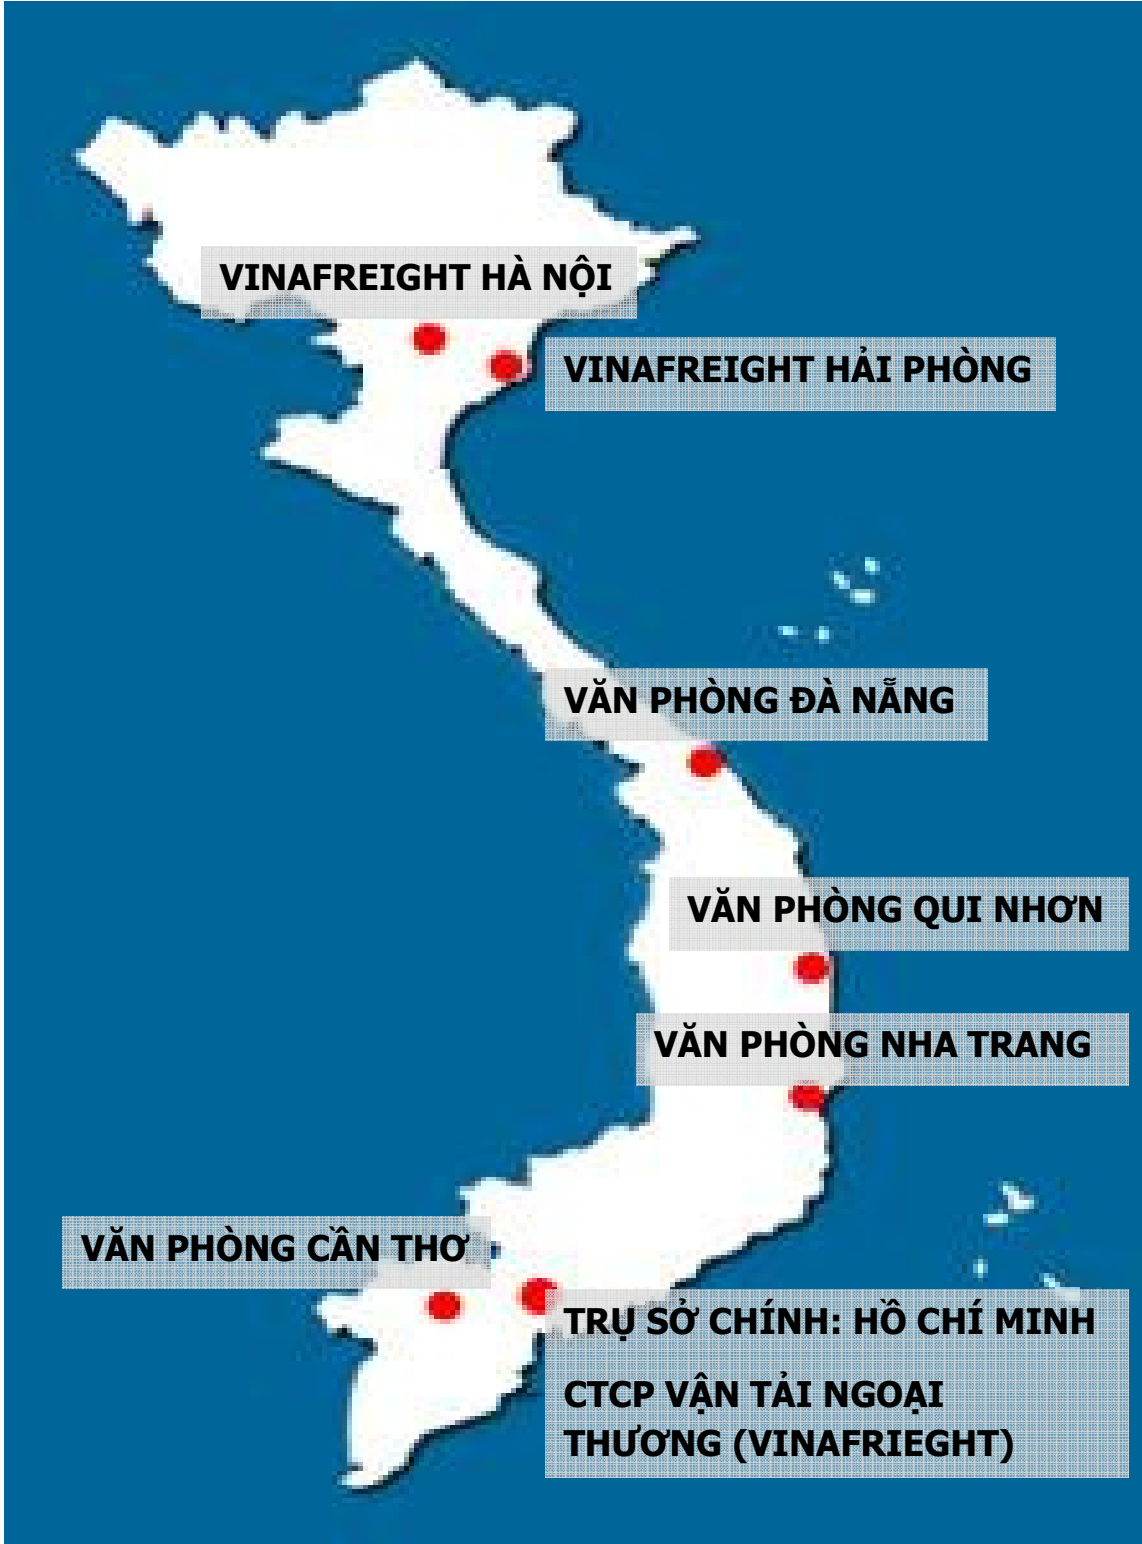 VINAFREIGHT HÀ NỘI
VINAFREIGHT HẢI PHÒNG
VĂN PHÒNG ĐÀ NẴNG
VĂN PHÒNG QUI NHƠN
VĂN PHÒNG NHA TRANG
VĂN PHÒNG CẦN THƠ
TRỤ SỞ CHÍNH: HỒ CHÍ MINH
CTCP VẬN TẢI NGOẠI
THƯƠNG (VINAFRIEGHT)